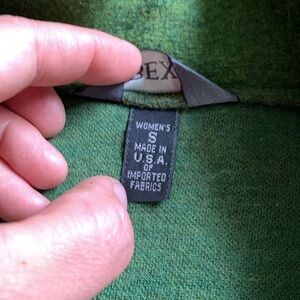 BEX
WOMEN'S
S
MADE IN
U.S.A.
OF
IMPORTED
FABRICS